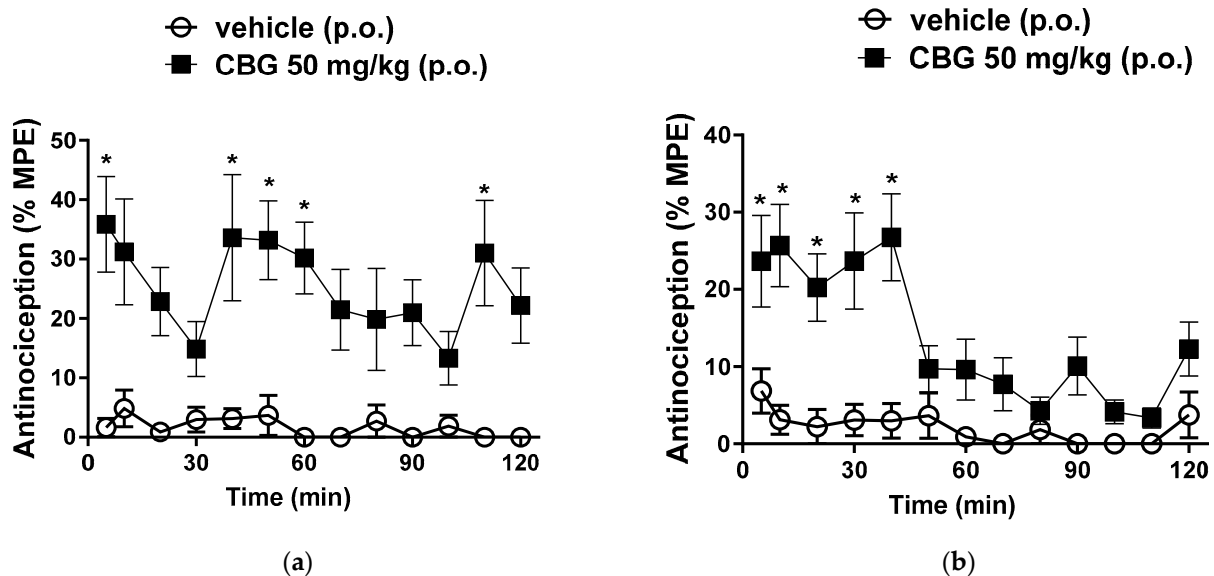 vehicle (p.o.)
CBG 50 mg/kg (p.o.)
Antinociception (% MPE)
50
40
30
20
10
0
* * * * *
0 30 60 90 120
Time (min)
(a)
vehicle (p.o.)
CBG 50 mg/kg (p.o.)
Antinociception (% MPE)
40
30
20
10
0
* * * * *
0 30 60 90 120
Time (min)
(b)